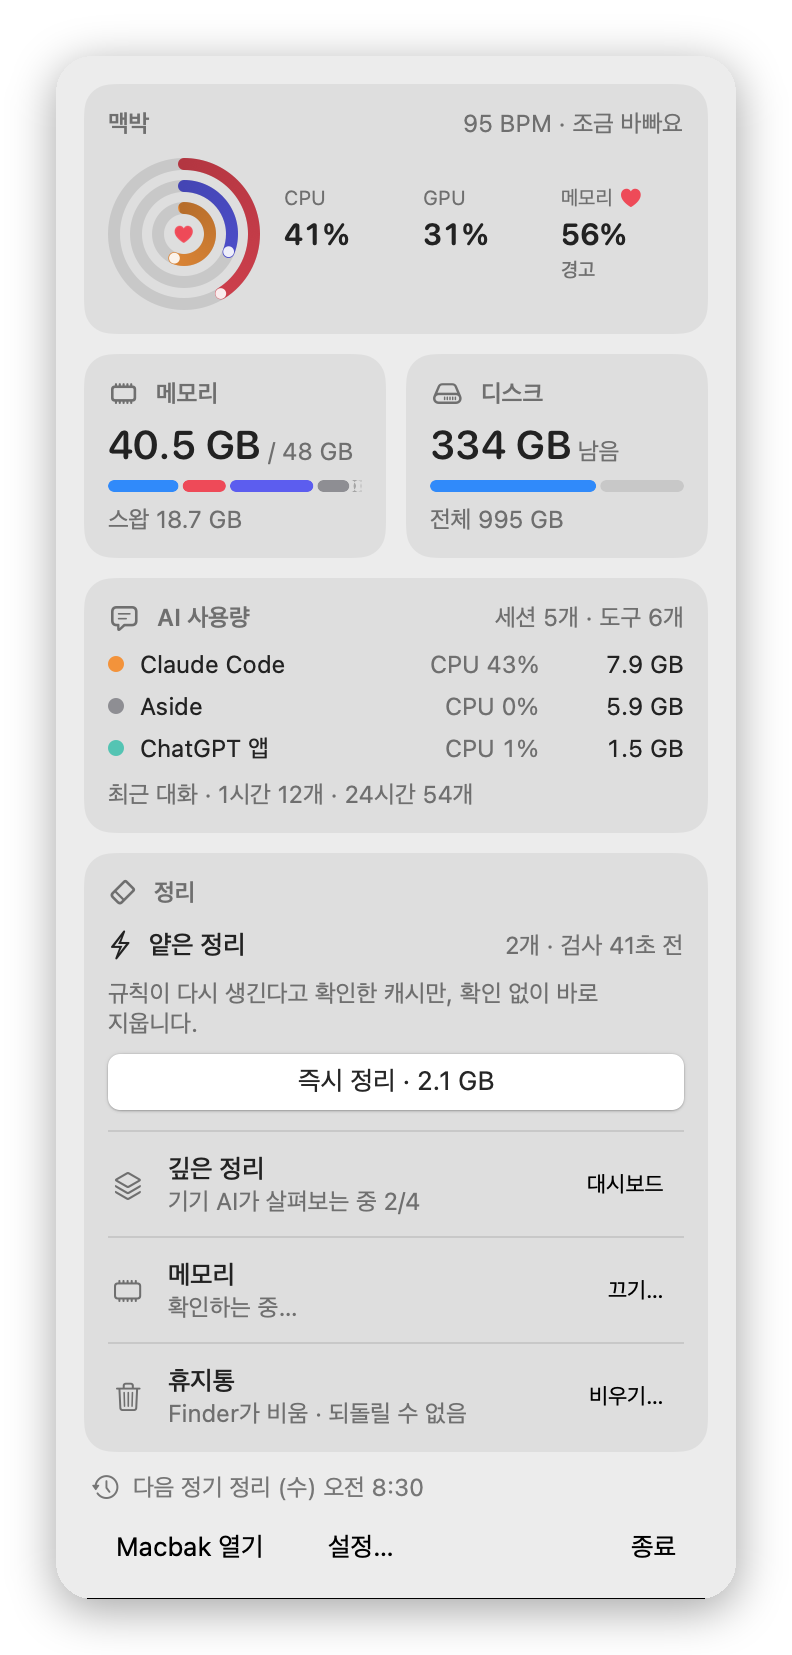 맥박
95 BPM · 조금 바빠요
CPU
41%
GPU
31%
메모리
56%
경고
메모리
40.5 GB / 48 GB
스왑 18.7 GB
디스크
334 GB 남음
전체 995 GB
AI 사용량
세션 5개 · 도구 6개
Claude Code CPU 43% 7.9 GB
Aside CPU 0% 5.9 GB
ChatGPT 앱 CPU 1% 1.5 GB
최근 대화 · 1시간 12개 · 24시간 54개
정리
얕은 정리
2개 · 검사 41초 전
규칙이 다시 생긴다고 확인한 캐시만, 확인 없이 바로
지웁니다.
즉시 정리 · 2.1 GB
깊은 정리
기기 AI가 살펴보는 중 2/4
대시보드
메모리
확인하는 중...
끄기...
휴지통
Finder가 비움 · 되돌릴 수 없음
비우기...
다음 정기 정리 (수) 오전 8:30
Macbak 열기
설정...
종료